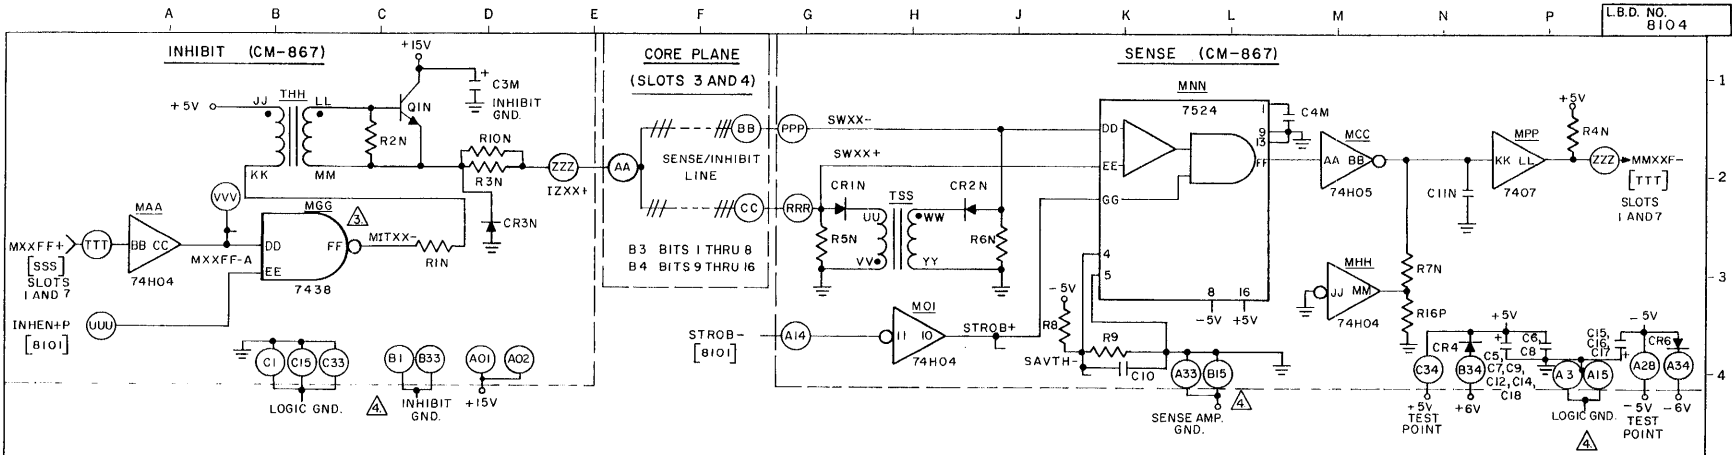 A B C D E F G H J K L M N P
L.B.D. NO.
8104
INHIBIT (CM-867)
+15V
C3M
INHIBIT
GND.
+
+5V
JJ
THH
LL
KK
MM
Q1N
R2N
R10N
R3N
ZZZ
IZXX+
CR3N
VVV
MAA
MGG
3.
MXXFF+
TTT
[SSS]
SLOTS
1 AND 7
BB CC
74H04
MXXFF-A
DD
EE
FF
7438
MITXX-
R1N
INHEN+P
[8101]
UUU
C1
C15
C33
LOGIC GND.
4.
B1
B33
INHIBIT
GND.
A01
A02
+15V
CORE PLANE
(SLOTS 3 AND 4)
AA
BB
SENSE/INHIBIT
LINE
CC
B3 BITS 1 THRU 8
B4 BITS 9 THRU 16
SENSE (CM-867)
PPP
SWXX-
SWXX+
RRR
CR1N
CR2N
TSS
UU
WW
VV
YY
R5N
R6N
STROB-
[8101]
A14
MO1
11 10
74H04
STROB+
MNN
7524
DD
EE
GG
FF
1
9
13
C4M
4
5
8
16
-5V
+5V
-5V
R8
R9
SAVTH-
C10
A33
B15
SENSE AMP.
GND.
4.
MCC
AA BB
74H05
C11N
MPP
KK LL
7407
+5V
R4N
ZZZ
MMXXF-
[TTT]
SLOTS
1 AND 7
MHH
JJ MM
74H04
R7N
R16P
C34
+5V
TEST
POINT
CR4
B34
+6V
+5V
+
C5,
C7, C9,
C12, C14,
C18
C6,
C8
C15,
C16,
C17
+
A3
A15
LOGIC GND.
4.
-5V
A28
-5V
TEST
POINT
CR6
A34
-6V
1
2
3
4